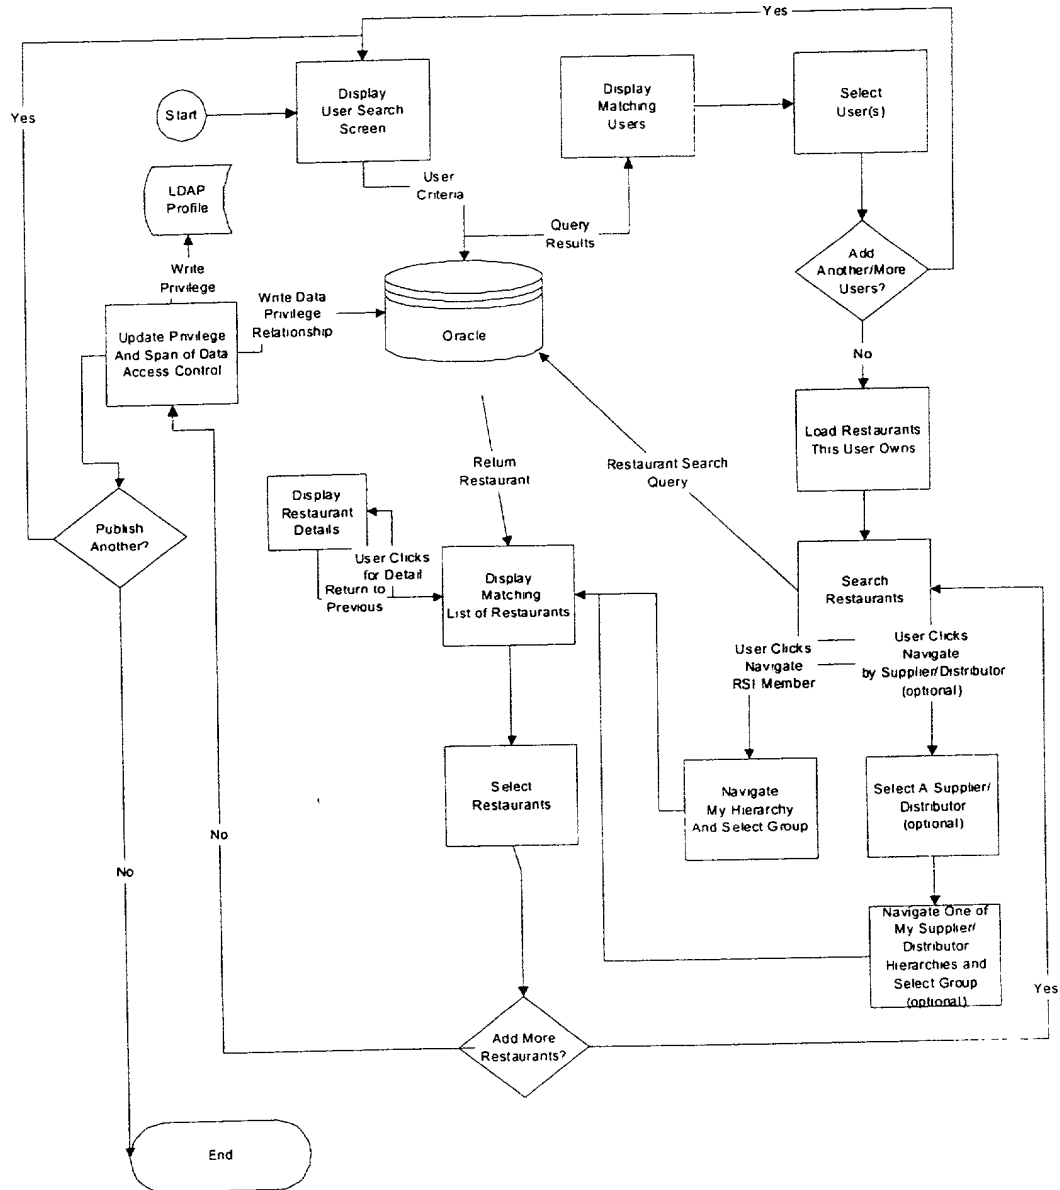 Yes
Yes
Start
Display
User Search
Screen
Display
Matching
Users
Select
User(s)
LDAP
Profile
User
Criteria
Query
Results
Add
Another/More
Users?
Write
Privilege
Write Data
Privilege
Relationship
Oracle
Update Privilege
And Span of Data
Access Control
No
Load Restaurants
This User Owns
Return
Restaurant
Restaurant Search
Query
Display
Restaurant
Details
Publish
Another?
User Clicks
for Detail
Return to
Previous
Display
Matching
List of Restaurants
Search
Restaurants
User Clicks
Navigate
RSI Member
User Clicks
Navigate
by Supplier/Distributor
(optional)
Select
Restaurants
Navigate
My Hierarchy
And Select Group
Select A Supplier/
Distributor
(optional)
No
No
Navigate One of
My Supplier/
Distributor
Hierarchies and
Select Group
(optional)
Yes
Add More
Restaurants?
End